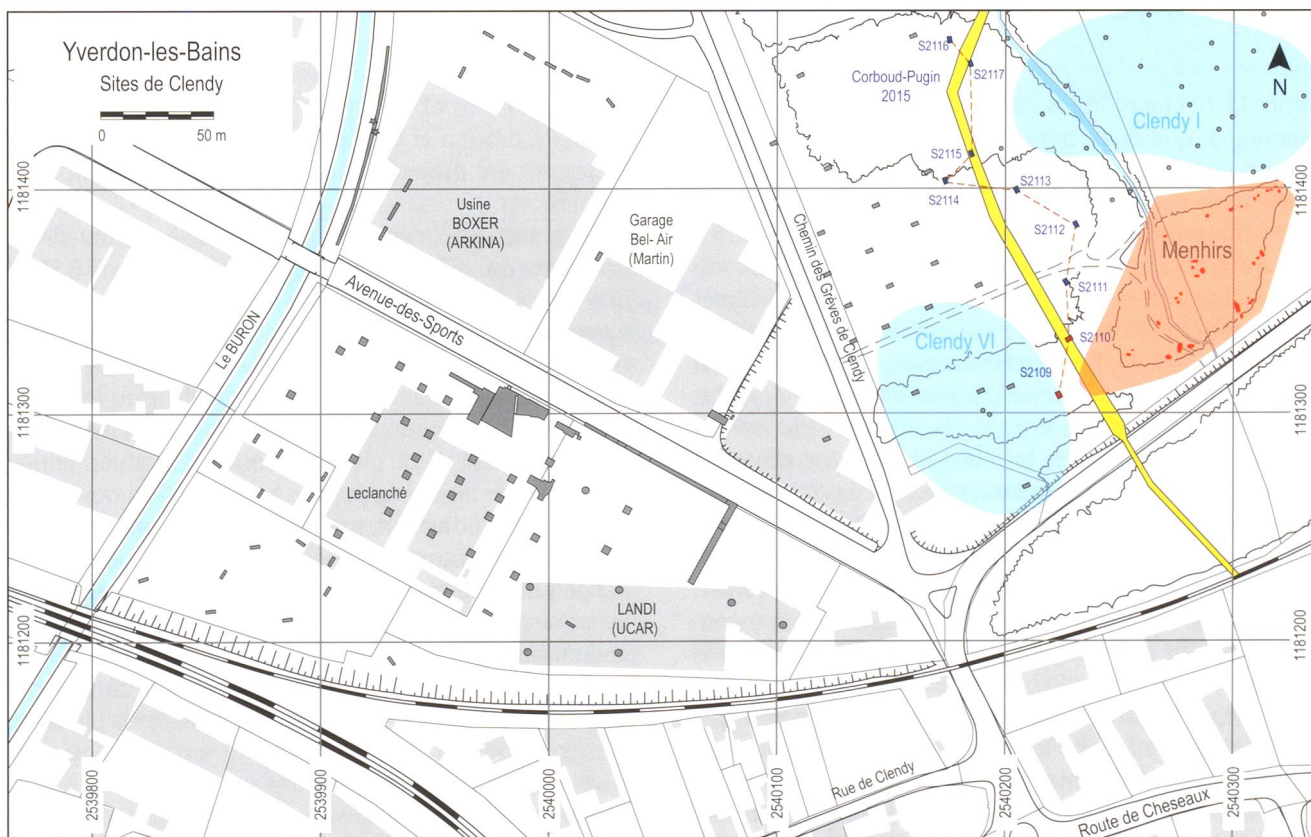 Yverdon-les-Bains
Sites de Clendy
0
50 m
N
S2116
S2117
Corboud-Pugin
2015
Clendy I
S2115
S2113
S2114
S2112
Menhirs
S2111
S2110
S2109
Clendy VI
Usine
BOXER
(ARKINA)
Garage
Bel- Air
(Martin)
Chemin des Grèves de Clendy
Avenue-des-Sports
Le BURON
Leclanché
LANDI
(UCAR)
Rue de Clendy
Route de Cheseaux
1181400
1181400
1181300
1181300
1181200
1181200
2539800
2539900
2540000
2540100
2540200
2540300